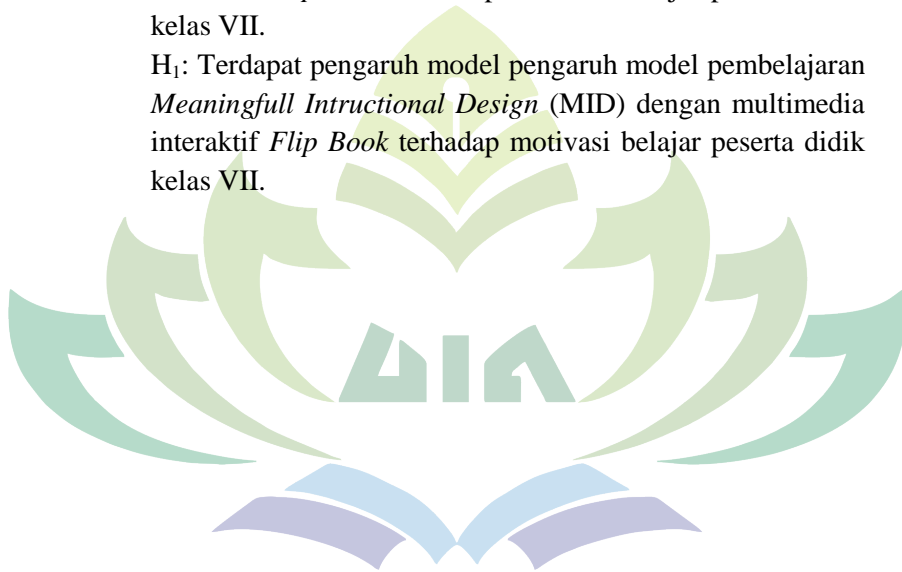 kelas VII.
H₁: Terdapat pengaruh model pengaruh model pembelajaran
Meaningfull Intructional Design (MID) dengan multimedia
interaktif Flip Book terhadap motivasi belajar peserta didik
kelas VII.
UIN